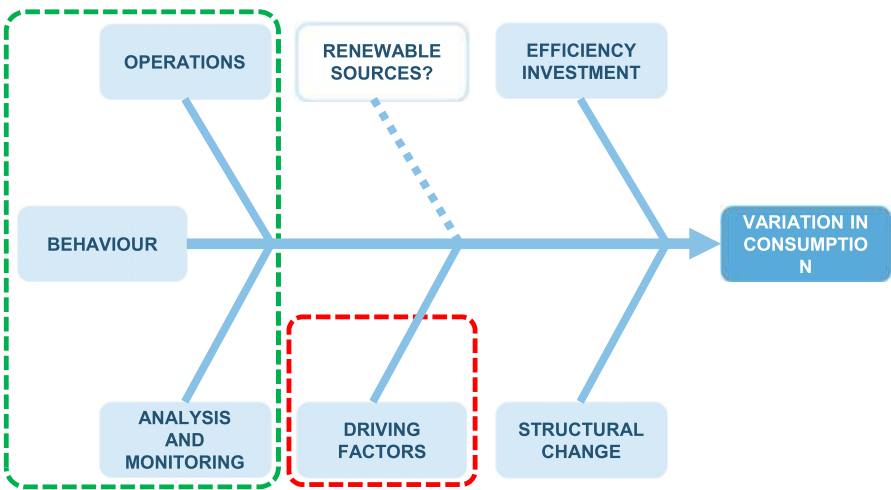 OPERATIONS
RENEWABLE
SOURCES?
EFFICIENCY
INVESTMENT
BEHAVIOUR
VARIATION IN
CONSUMPTIO
N
ANALYSIS
AND
MONITORING
DRIVING
FACTORS
STRUCTURAL
CHANGE